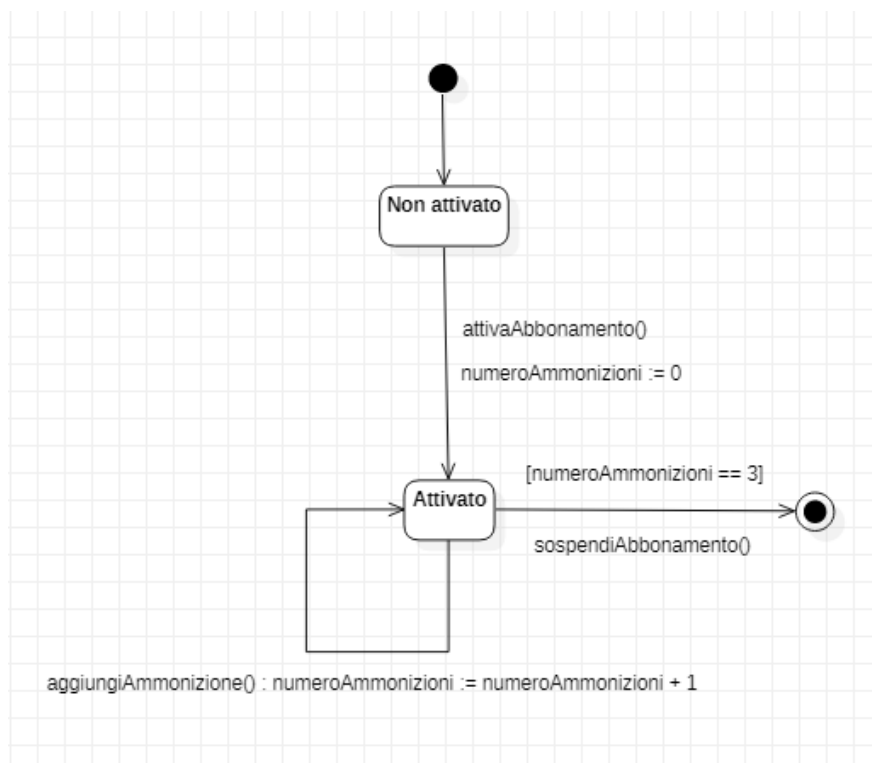 Non attivato
attivaAbbonamento()
numeroAmmonizioni := 0
[numeroAmmonizioni == 3]
Attivato
sospendiAbbonamento()
aggiungiAmmonizione() : numeroAmmonizioni := numeroAmmonizioni + 1